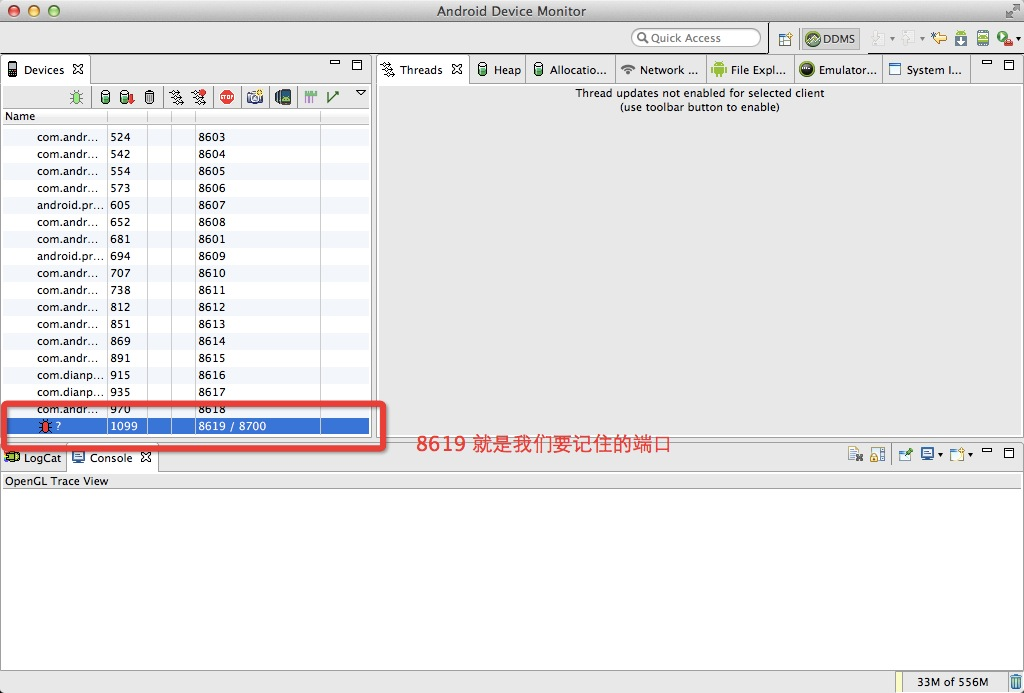 Android Device Monitor
Quick Access
DDMS
Devices
Threads
Heap
Allocatio...
Network ...
File Expl...
Emulator...
System I...
STOP
Name
Thread updates not enabled for selected client
(use toolbar button to enable)
com.andr... 524 8603
com.andr... 542 8604
com.andr... 554 8605
com.andr... 573 8606
android.pr... 605 8607
com.andr... 652 8608
com.andr... 681 8601
android.pr... 694 8609
com.andr... 707 8610
com.andr... 738 8611
com.andr... 812 8612
com.andr... 851 8613
com.andr... 869 8614
com.andr... 891 8615
com.dianp... 915 8616
com.dianp... 935 8617
com.andr... 970 8618
? 1099 8619 / 8700
8619 就是我们要记住的端口
LogCat
Console
OpenGL Trace View
33M of 556M